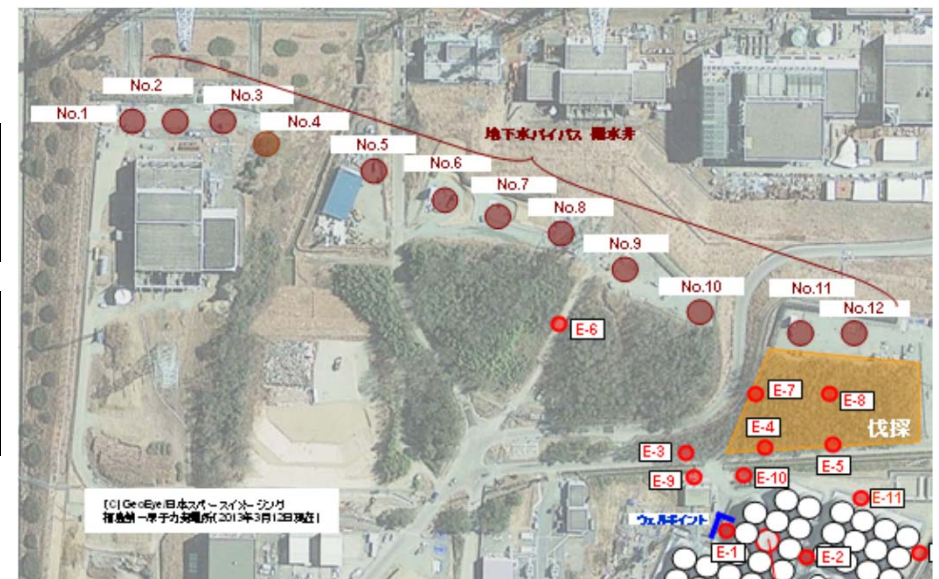 No.1
No.2
No.3
No.4
No.5
No.6
No.7
No.8
No.9
No.10
No.11
No.12
地下水バイパス 揚水井
E-6
E-7
E-8
E-4
伐採
E-3
E-5
E-9
E-10
E-11
(C)GeoEye/日本スペースイメージング
福島第一原子力発電所(2013年3月12日現在)
ウェルポイント
E-1
E-2